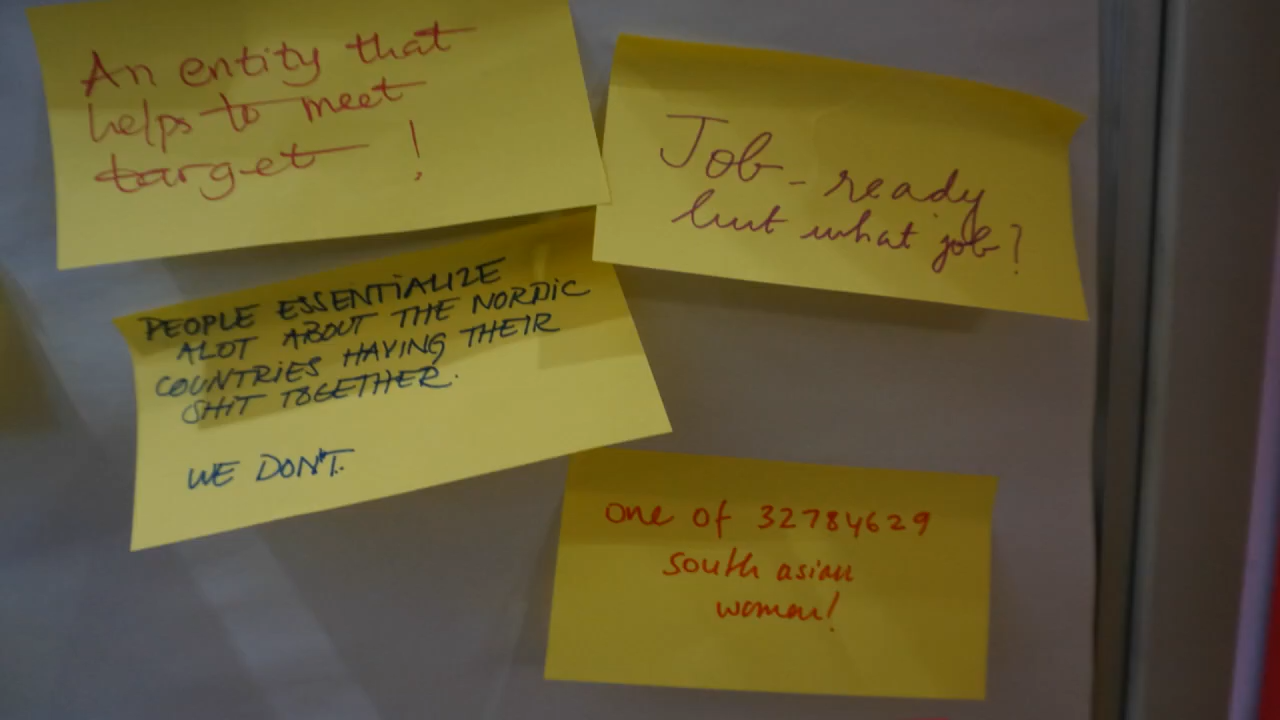 An entity that
helps to meet
target !
Job-ready
but what job?
PEOPLE ESSENTIALIZE
ALOT ABOUT THE NORDIC
COUNTRIES HAVING THEIR
SHIT TOGETHER.
WE DON'T.
one of 32784629
south asian
woman!